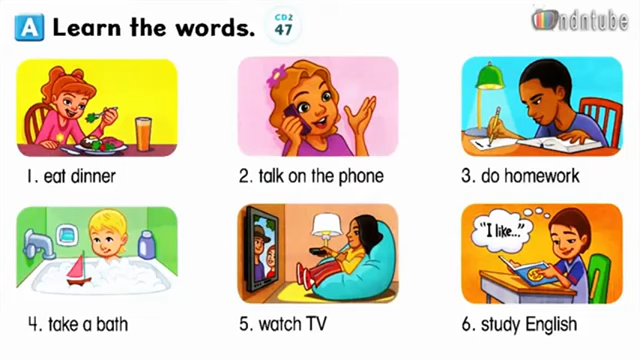 A Learn the words. CD2 47
ndntube
1. eat dinner
2. talk on the phone
3. do homework
4. take a bath
5. watch TV
"I like..."
6. study English